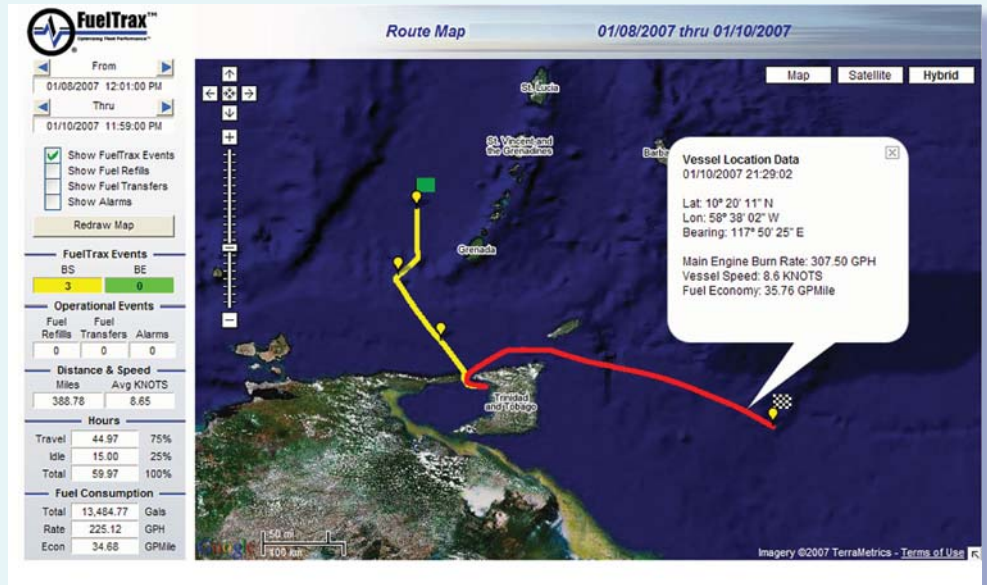 FuelTrax™
Optimizing Fleet Performance™
®
Route Map 01/08/2007 thru 01/10/2007
From
01/08/2007 12:01:00 PM
Thru
01/10/2007 11:59:00 PM
Show FuelTrax Events
Show Fuel Refills
Show Fuel Transfers
Show Alarms
Redraw Map
FuelTrax Events
BS BE
3 0
Operational Events
Fuel Refills Fuel Transfers Alarms
0 0 0
Distance & Speed
Miles Avg KNOTS
388.78 8.65
Hours
Travel 44.97 75%
Idle 15.00 25%
Total 59.97 100%
Fuel Consumption
Total 13,484.77 Gals
Rate 225.12 GPH
Econ 34.68 GPMile
Map Satellite Hybrid
St. Lucia
St. Vincent and
the Grenadines
Grenada
Trinidad
and Tobago
Vessel Location Data
01/10/2007 21:29:02
Lat: 10° 20' 11" N
Lon: 58° 38' 02" W
Bearing: 117° 50' 25" E
Main Engine Burn Rate: 307.50 GPH
Vessel Speed: 8.6 KNOTS
Fuel Economy: 35.76 GPMile
50 mi
100 km
Google
Imagery ©2007 TerraMetrics - Terms of Use